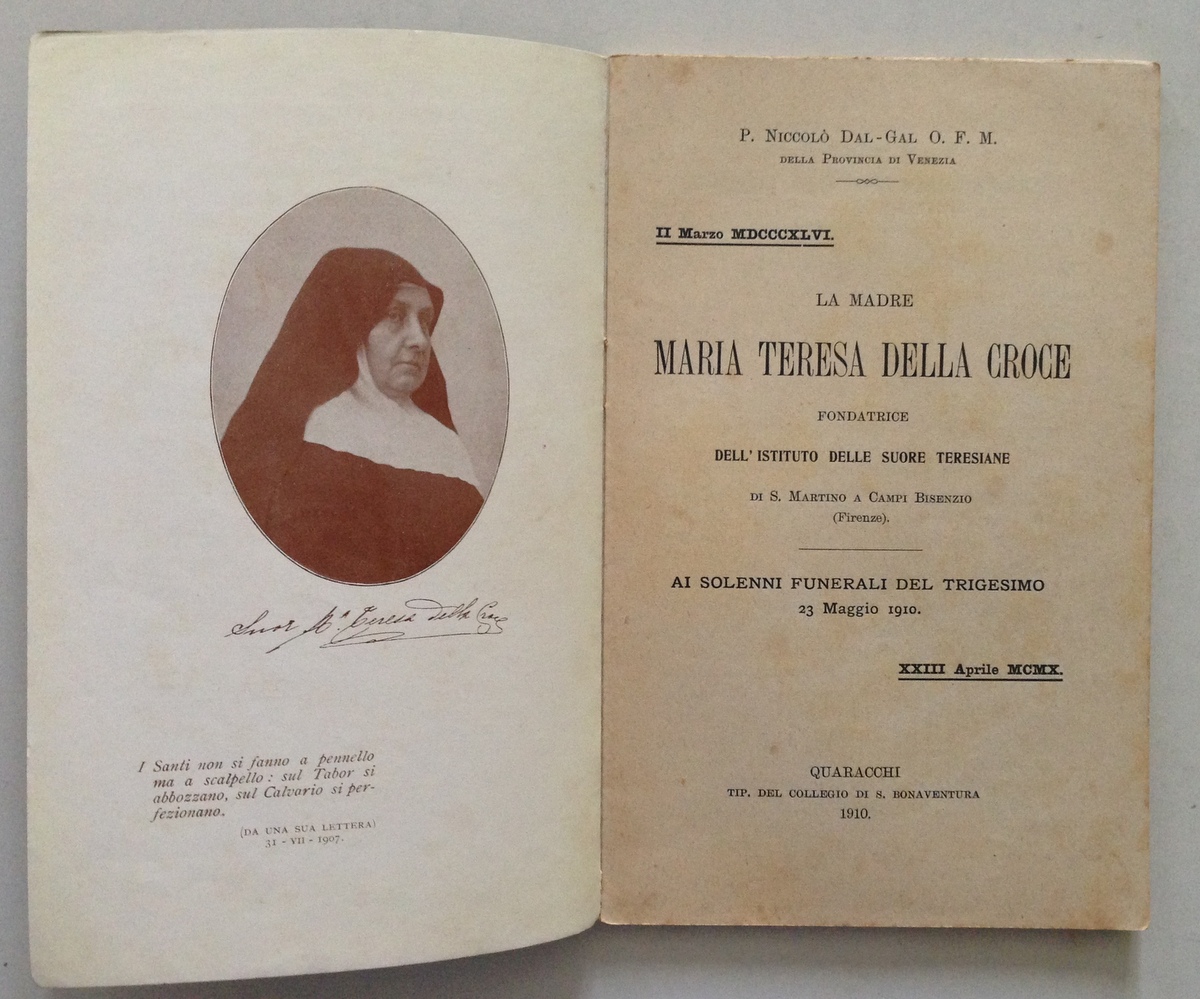 Suor Mª. Teresa della Croce
I Santi non si fanno a pennello
ma a scalpello : sul Tabor si
abbozzano, sul Calvario si per-
fezionano.
(DA UNA SUA LETTERA)
31 - VII - 1907.
P. NICCOLÒ DAL-GAL O. F. M.
DELLA PROVINCIA DI VENEZIA
II Marzo MDCCCXLVI.
LA MADRE
MARIA TERESA DELLA CROCE
FONDATRICE
DELL' ISTITUTO DELLE SUORE TERESIANE
DI S. MARTINO A CAMPI BISENZIO
(Firenze).
AI SOLENNI FUNERALI DEL TRIGESIMO
23 Maggio 1910.
XXIII Aprile MCMX.
QUARACCHI
TIP. DEL COLLEGIO DI S. BONAVENTURA
1910.